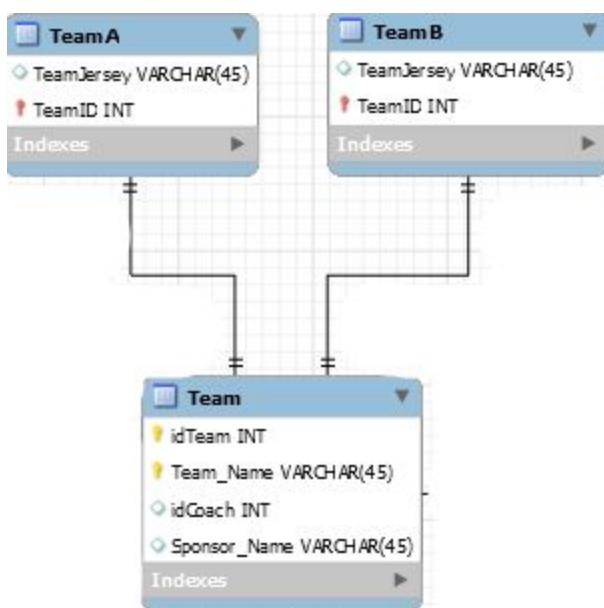 TeamA
TeamJersey VARCHAR(45)
TeamID INT
Indexes
TeamB
TeamJersey VARCHAR(45)
TeamID INT
Indexes
Team
idTeam INT
Team_Name VARCHAR(45)
idCoach INT
Sponsor_Name VARCHAR(45)
Indexes